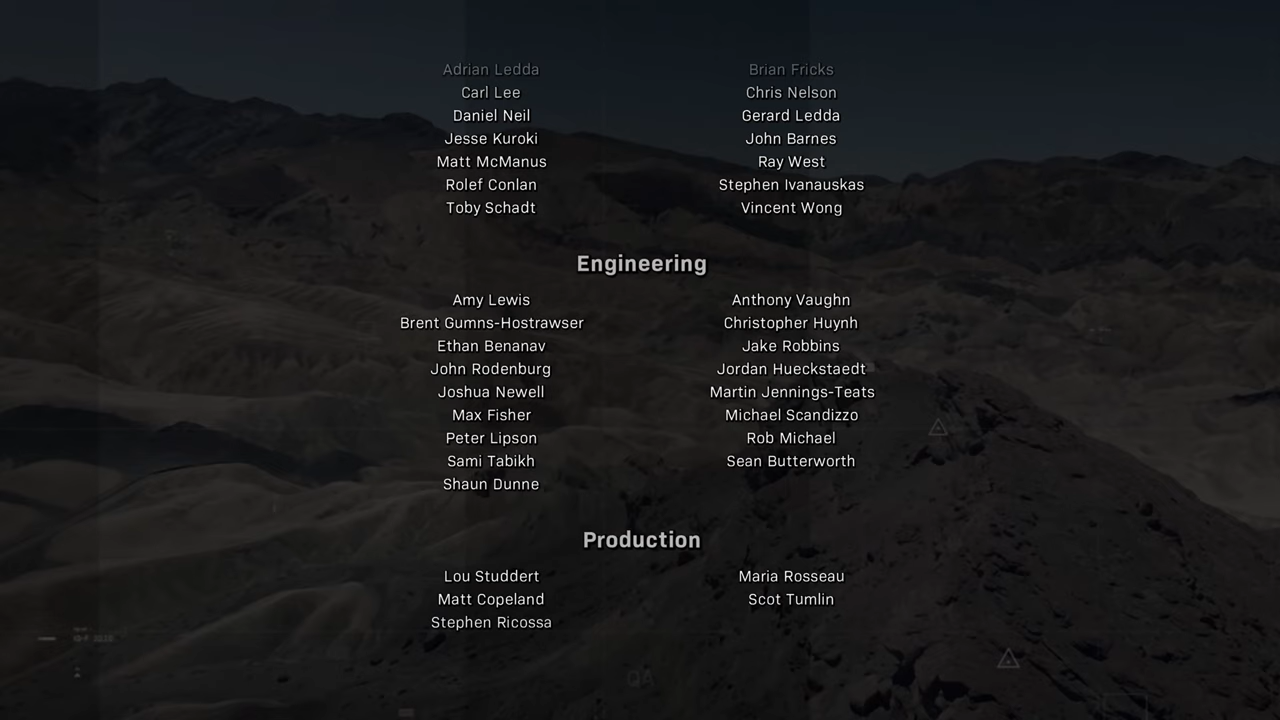 Adrian Ledda Brian Fricks
Carl Lee Chris Nelson
Daniel Neil Gerard Ledda
Jesse Kuroki John Barnes
Matt McManus Ray West
Rolef Conlan Stephen Ivanauskas
Toby Schadt Vincent Wong
Engineering
Amy Lewis Anthony Vaughn
Brent Gumns-Hostrawser Christopher Huynh
Ethan Benanav Jake Robbins
John Rodenburg Jordan Hueckstaedt
Joshua Newell Martin Jennings-Teats
Max Fisher Michael Scandizzo
Peter Lipson Rob Michael
Sami Tabikh Sean Butterworth
Shaun Dunne
Production
Lou Studdert Maria Rosseau
Matt Copeland Scot Tumlin
Stephen Ricossa
QA